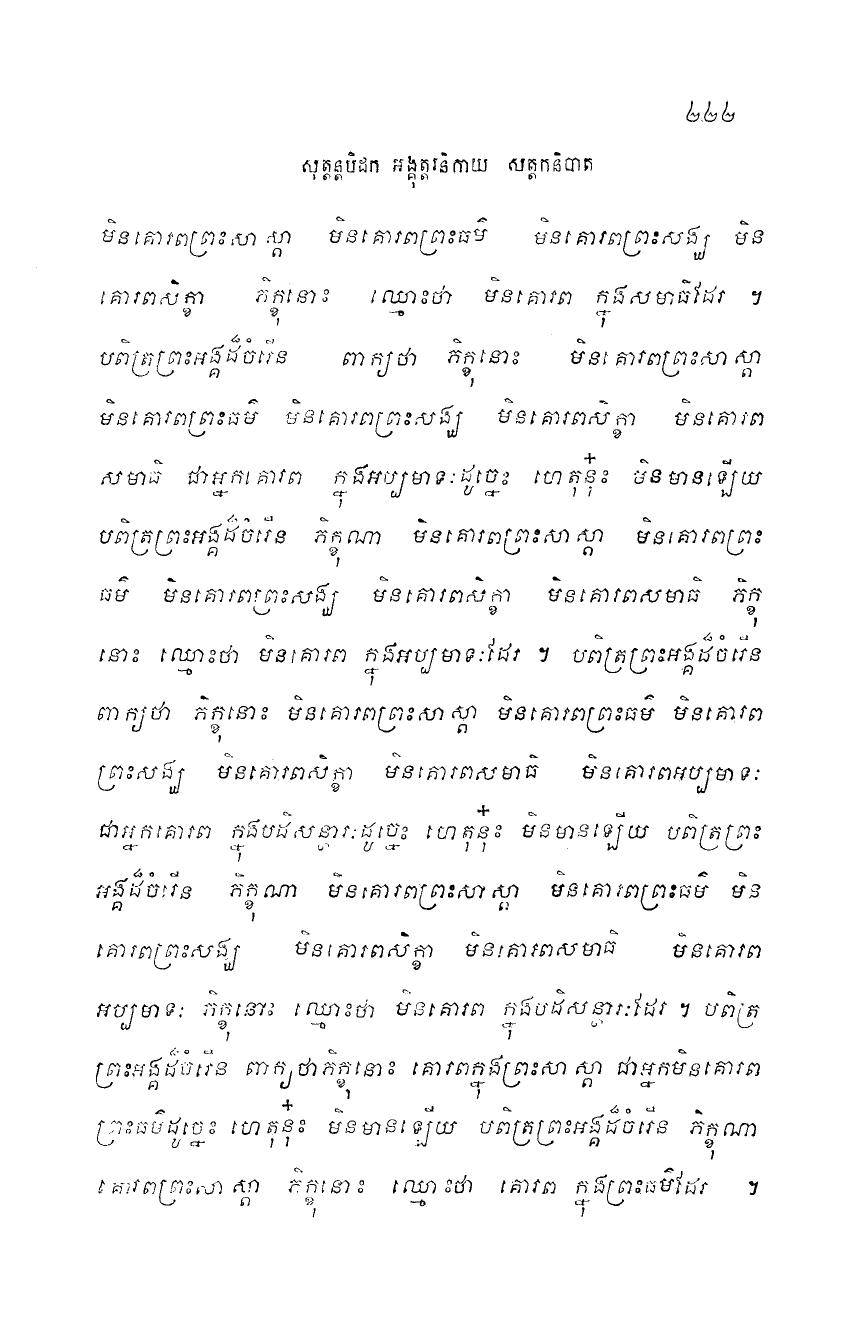 ២២២
សុត្តន្តបិដក អង្គុត្តរនិកាយ សត្តកនិបាត
មិនគោរពព្រះសាស្តា មិនគោរពព្រះធម៌ មិនគោរពព្រះសង្ឃ មិន
គោរពសិក្ខា ភិក្ខុនោះ ឈ្មោះថា មិនគោរព ក្នុងសមាធិដែរ ។
បពិត្រព្រះអង្គដ៏ចំរើន ពាក្យថា ភិក្ខុនោះ មិនគោរពព្រះសាស្តា
មិនគោរពព្រះធម៌ មិនគោរពព្រះសង្ឃ មិនគោរពសិក្ខា មិនគោរព
សមាធិ ជាអ្នកគោរព ក្នុងអប្បមាទៈដូច្នេះ ហេតុនុ៎ះ មិនមានឡើយ
បពិត្រព្រះអង្គដ៏ចំរើន ភិក្ខុណា មិនគោរពព្រះសាស្តា មិនគោរពព្រះ
ធម៌ មិនគោរពព្រះសង្ឃ មិនគោរពសិក្ខា មិនគោរពសមាធិ ភិក្ខុ
នោះ ឈ្មោះថា មិនគោរព ក្នុងអប្បមាទៈដែរ ។ បពិត្រព្រះអង្គដ៏ចំរើន
ពាក្យថា ភិក្ខុនោះ មិនគោរពព្រះសាស្តា មិនគោរពព្រះធម៌ មិនគោរព
ព្រះសង្ឃ មិនគោរពសិក្ខា មិនគោរពសមាធិ មិនគោរពអប្បមាទៈ
ជាអ្នកគោរព ក្នុងបដិសន្ថារៈដូច្នេះ ហេតុនុ៎ះ មិនមានឡើយ បពិត្រព្រះ
អង្គដ៏ចំរើន ភិក្ខុណា មិនគោរពព្រះសាស្តា មិនគោរពព្រះធម៌ មិន
គោរពព្រះសង្ឃ មិនគោរពសិក្ខា មិនគោរពសមាធិ មិនគោរព
អប្បមាទៈ ភិក្ខុនោះ ឈ្មោះថា មិនគោរព ក្នុងបដិសន្ថារៈដែរ ។ បពិត្រ
ព្រះអង្គដ៏ចំរើន ពាក្យថាភិក្ខុនោះ គោរពក្នុងព្រះសាស្តា ជាអ្នកមិនគោរព
ព្រះធម៌ដូច្នេះ ហេតុនុ៎ះ មិនមានឡើយ បពិត្រព្រះអង្គដ៏ចំរើន ភិក្ខុណា
គោរពព្រះសាស្តា ភិក្ខុនោះ ឈ្មោះថា គោរព ក្នុងព្រះធម៌ដែរ ។